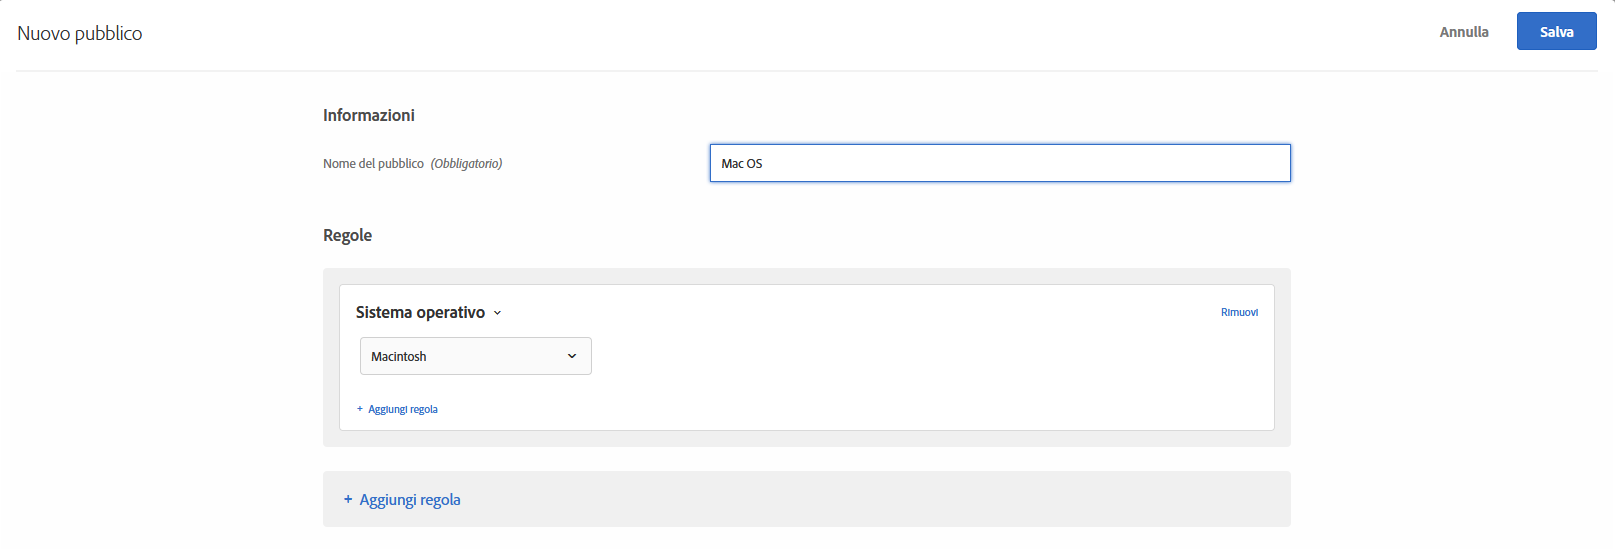 Nuovo pubblico
Annulla
Salva
Informazioni
Nome del pubblico (Obbligatorio)
Mac OS
Regole
Sistema operativo
Rimuovi
Macintosh
+ Aggiungi regola
+ Aggiungi regola